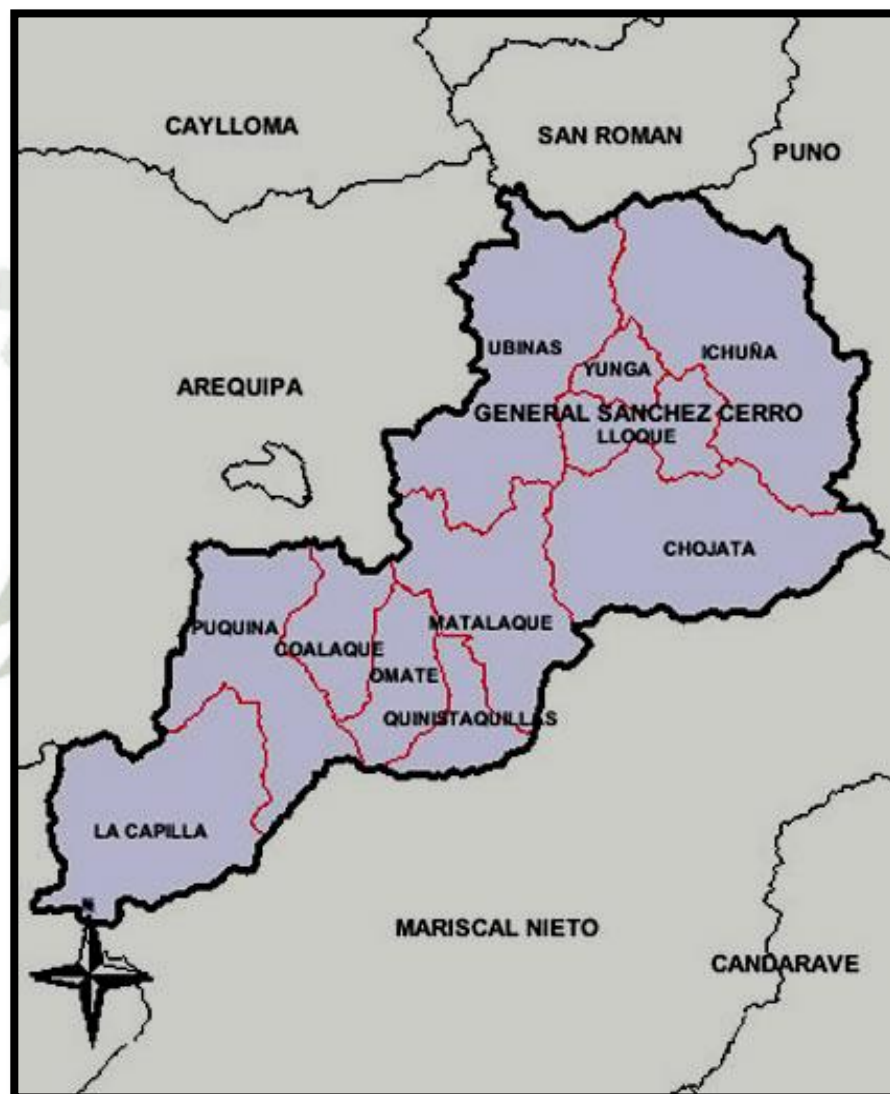 CAYLLOMA
SAN ROMAN
PUNO
UBINAS
ICHUÑA
YUNGA
AREQUIPA
GENERAL SANCHEZ CERRO
LLOQUE
CHOJATA
PUQUINA
MATALAQUE
COALAQUE
OMATE
QUINISTAQUILLAS
LA CAPILLA
N
MARISCAL NIETO
CANDARAVE